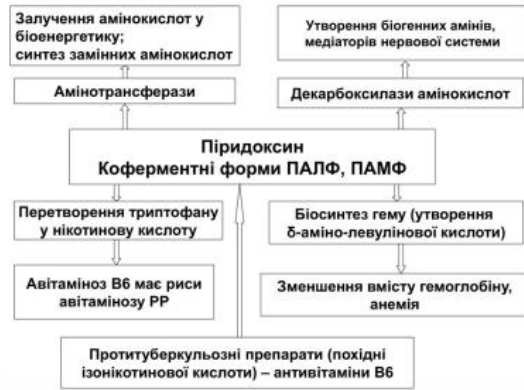 Залучення амінокислот у
біоенергетику;
синтез замінних амінокислот
Утворення біогенних амінів,
медіаторів нервової системи
Амінотрансферази
Декарбоксилази амінокислот
Піридоксин
Коферментні форми ПАЛФ, ПАМФ
Перетворення триптофану
у нікотинову кислоту
Біосинтез гему (утворення
δ-аміно-левулінової кислоти)
Авітаміноз В6 має риси
авітамінозу РР
Зменшення вмісту гемоглобіну,
анемія
Протитуберкульозні препарати (похідні
ізонікотинової кислоти) – антивітаміни В6